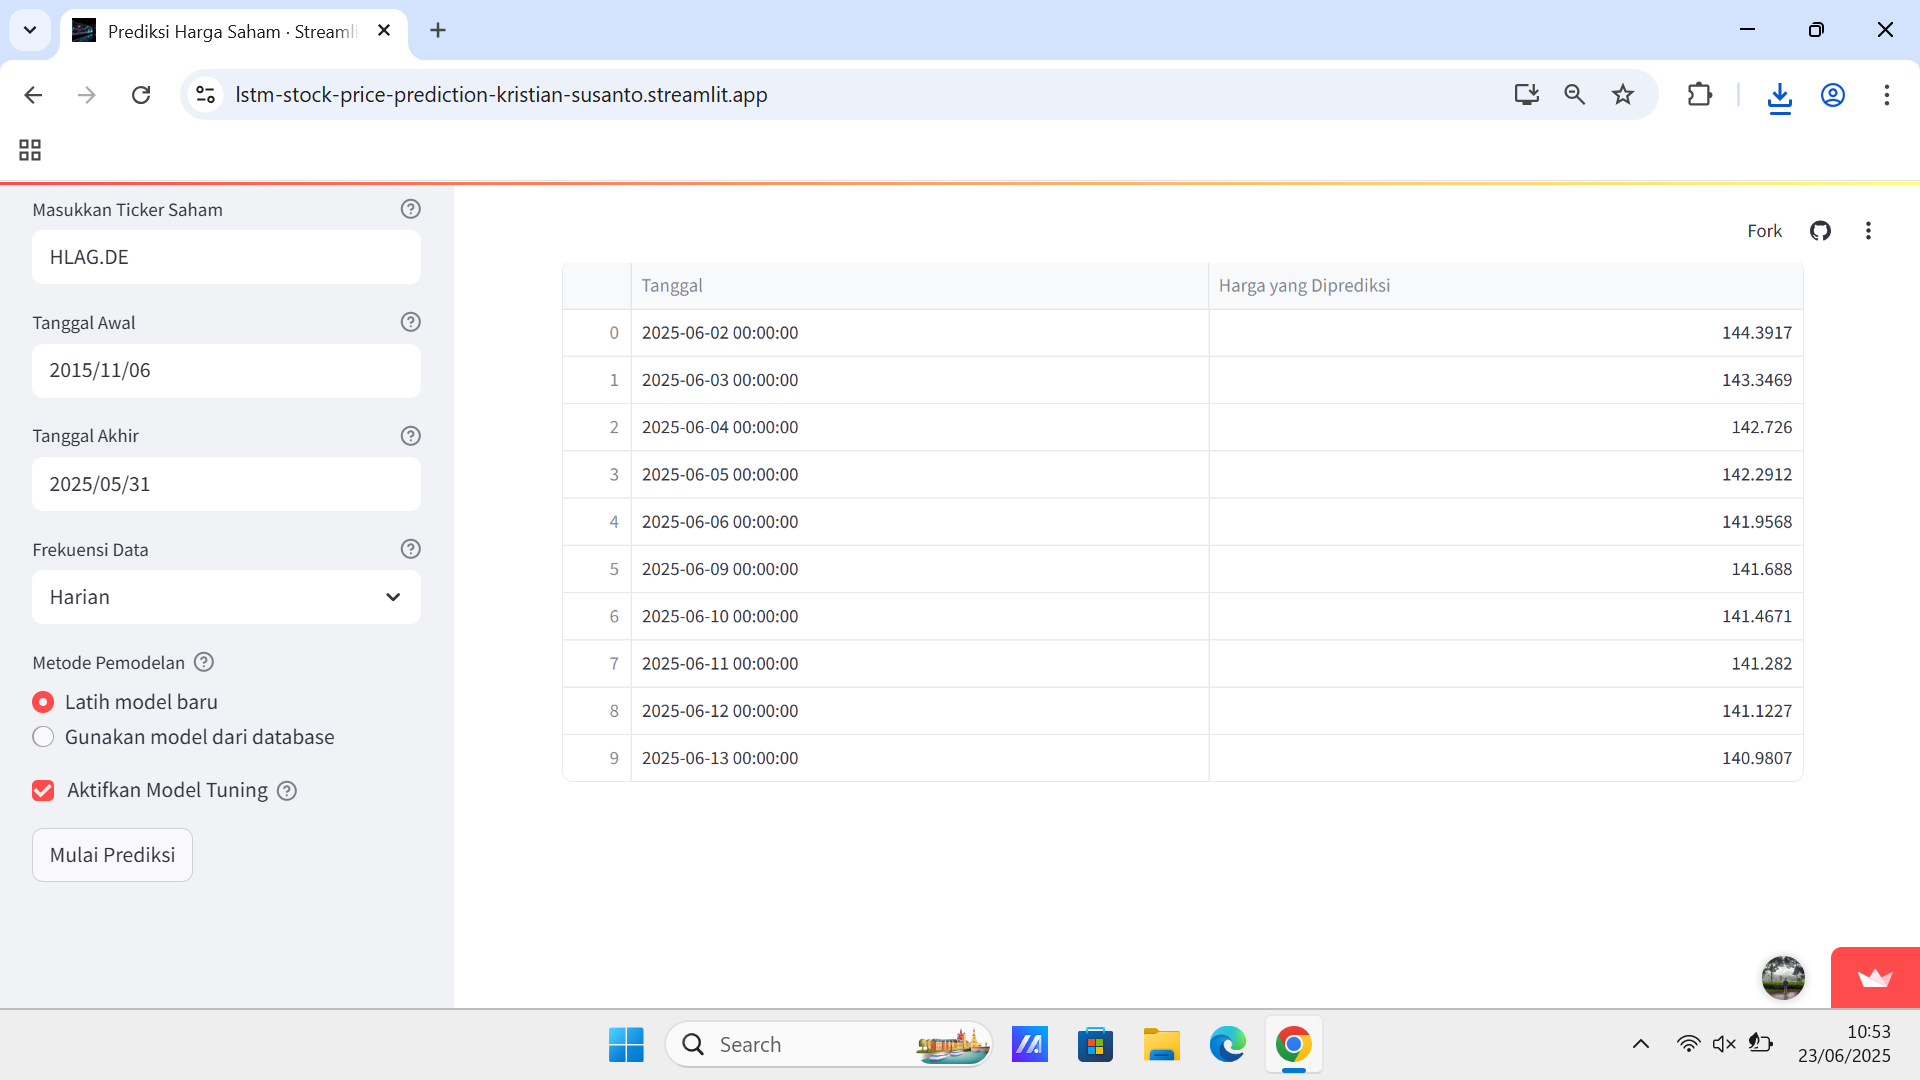 Prediksi Harga Saham · Streamli
lstm-stock-price-prediction-kristian-susanto.streamlit.app
Masukkan Ticker Saham
HLAG.DE
Tanggal Awal
2015/11/06
Tanggal Akhir
2025/05/31
Frekuensi Data
Harian
Metode Pemodelan
Latih model baru
Gunakan model dari database
Aktifkan Model Tuning
Mulai Prediksi
Fork
Tanggal Harga yang Diprediksi
0 2025-06-02 00:00:00 144.3917
1 2025-06-03 00:00:00 143.3469
2 2025-06-04 00:00:00 142.726
3 2025-06-05 00:00:00 142.2912
4 2025-06-06 00:00:00 141.9568
5 2025-06-09 00:00:00 141.688
6 2025-06-10 00:00:00 141.4671
7 2025-06-11 00:00:00 141.282
8 2025-06-12 00:00:00 141.1227
9 2025-06-13 00:00:00 140.9807
Search
10:53
23/06/2025